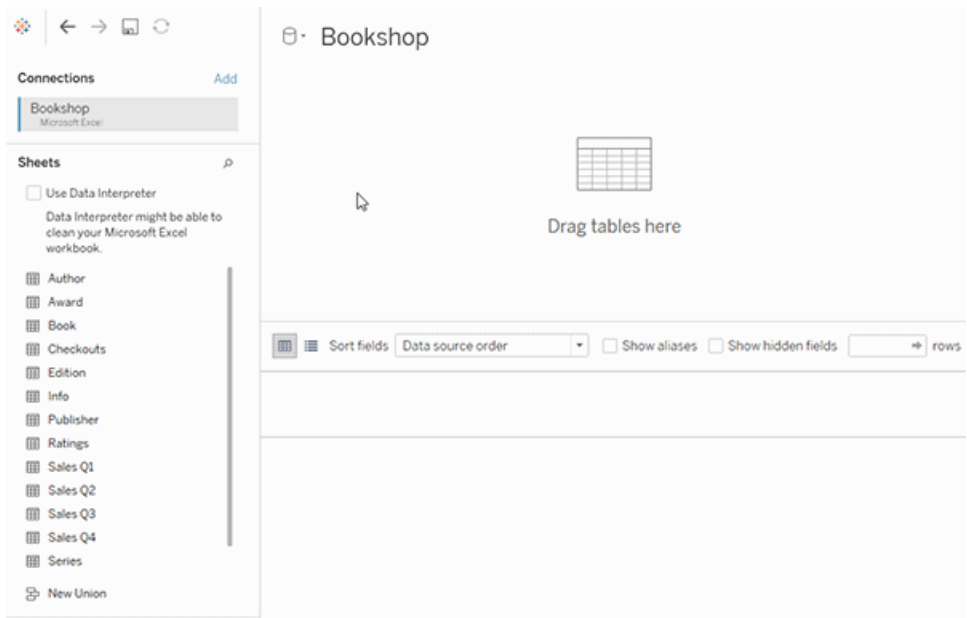 Bookshop
Connections
Add
Bookshop
Microsoft Excel
Sheets
Use Data Interpreter
Data Interpreter might be able to
clean your Microsoft Excel
workbook.
Author
Award
Book
Checkouts
Edition
Info
Publisher
Ratings
Sales Q1
Sales Q2
Sales Q3
Sales Q4
Series
New Union
Drag tables here
Sort fields Data source order Show aliases Show hidden fields rows